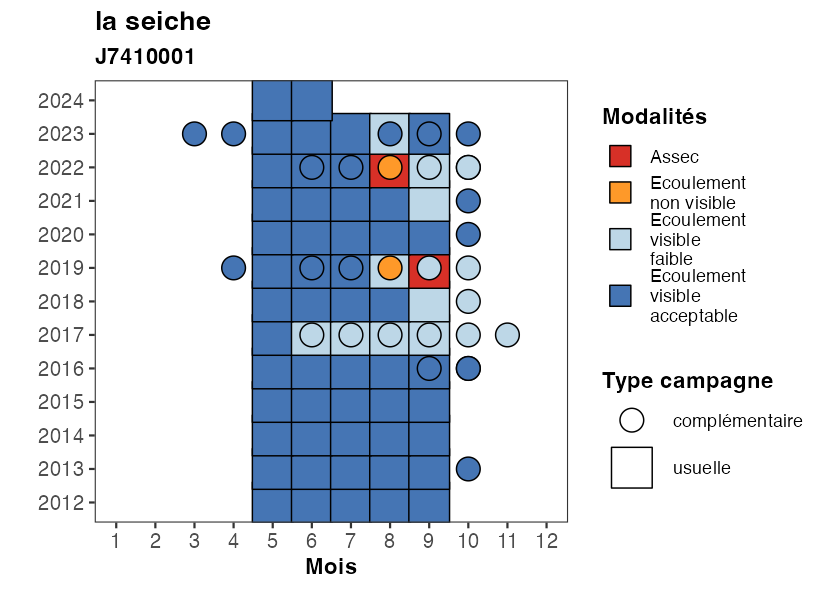 la seiche
J7410001
2024
2023
2022
2021
2020
2019
2018
2017
2016
2015
2014
2013
2012
1 2 3 4 5 6 7 8 9 10 11 12
Mois
Modalités
Assec
Ecoulement
non visible
Ecoulement
visible
faible
Ecoulement
visible
acceptable
Type campagne
complémentaire
usuelle